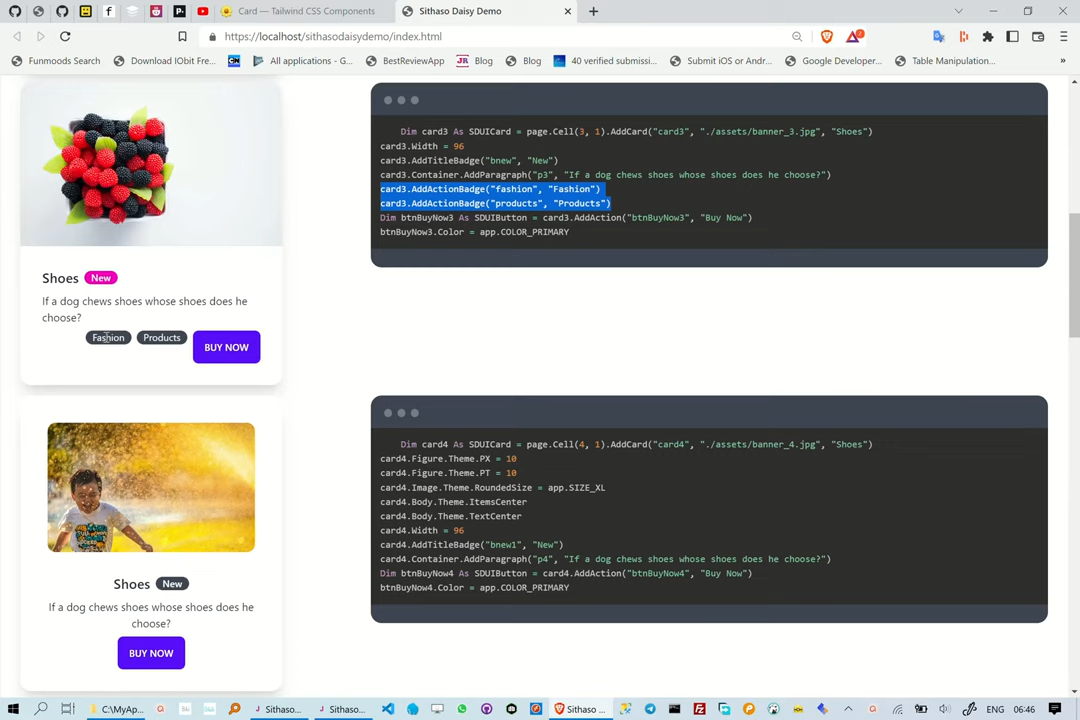 Card — Tailwind CSS Components
Sithaso Daisy Demo
https://localhost/sithasodaisydemo/index.html
Funmoods Search
Download IObit Fre...
All applications - G...
BestReviewApp
JR
Blog
Blog
40 verified submissi...
Submit iOS or Andr...
Google Developer...
Table Manipulation...
Dim card3 As SDUICard = page.Cell(3, 1).AddCard("card3", "./assets/banner_3.jpg", "Shoes")
card3.Width = 96
card3.AddTitleBadge("bnew", "New")
card3.Container.AddParagraph("p3", "If a dog chews shoes whose shoes does he choose?")
card3.AddActionBadge("fashion", "Fashion")
card3.AddActionBadge("products", "Products")
Dim btnBuyNow3 As SDUIButton = card3.AddAction("btnBuyNow3", "Buy Now")
btnBuyNow3.Color = app.COLOR_PRIMARY
Shoes New
If a dog chews shoes whose shoes does he
choose?
Fashion Products BUY NOW
Dim card4 As SDUICard = page.Cell(4, 1).AddCard("card4", "./assets/banner_4.jpg", "Shoes")
card4.Figure.Theme.PX = 10
card4.Figure.Theme.PT = 10
card4.Image.Theme.RoundedSize = app.SIZE_XL
card4.Body.Theme.ItemsCenter
card4.Body.Theme.TextCenter
card4.Width = 96
card4.AddTitleBadge("bnew1", "New")
card4.Container.AddParagraph("p4", "If a dog chews shoes whose shoes does he choose?")
Dim btnBuyNow4 As SDUIButton = card4.AddAction("btnBuyNow4", "Buy Now")
btnBuyNow4.Color = app.COLOR_PRIMARY
Shoes New
If a dog chews shoes whose shoes does he
choose?
BUY NOW
C:\MyAp...
Sithaso...
Sithaso...
Sithaso ...
ENG
06:46